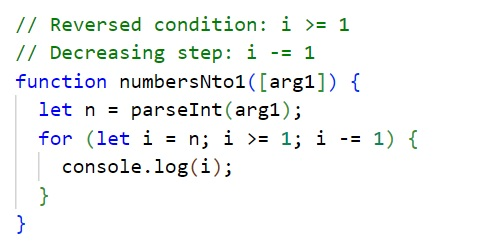 // Reversed condition: i >= 1
// Decreasing step: i -= 1
function numbersNto1([arg1]) {
  let n = parseInt(arg1);
  for (let i = n; i >= 1; i -= 1) {
    console.log(i);
  }
}